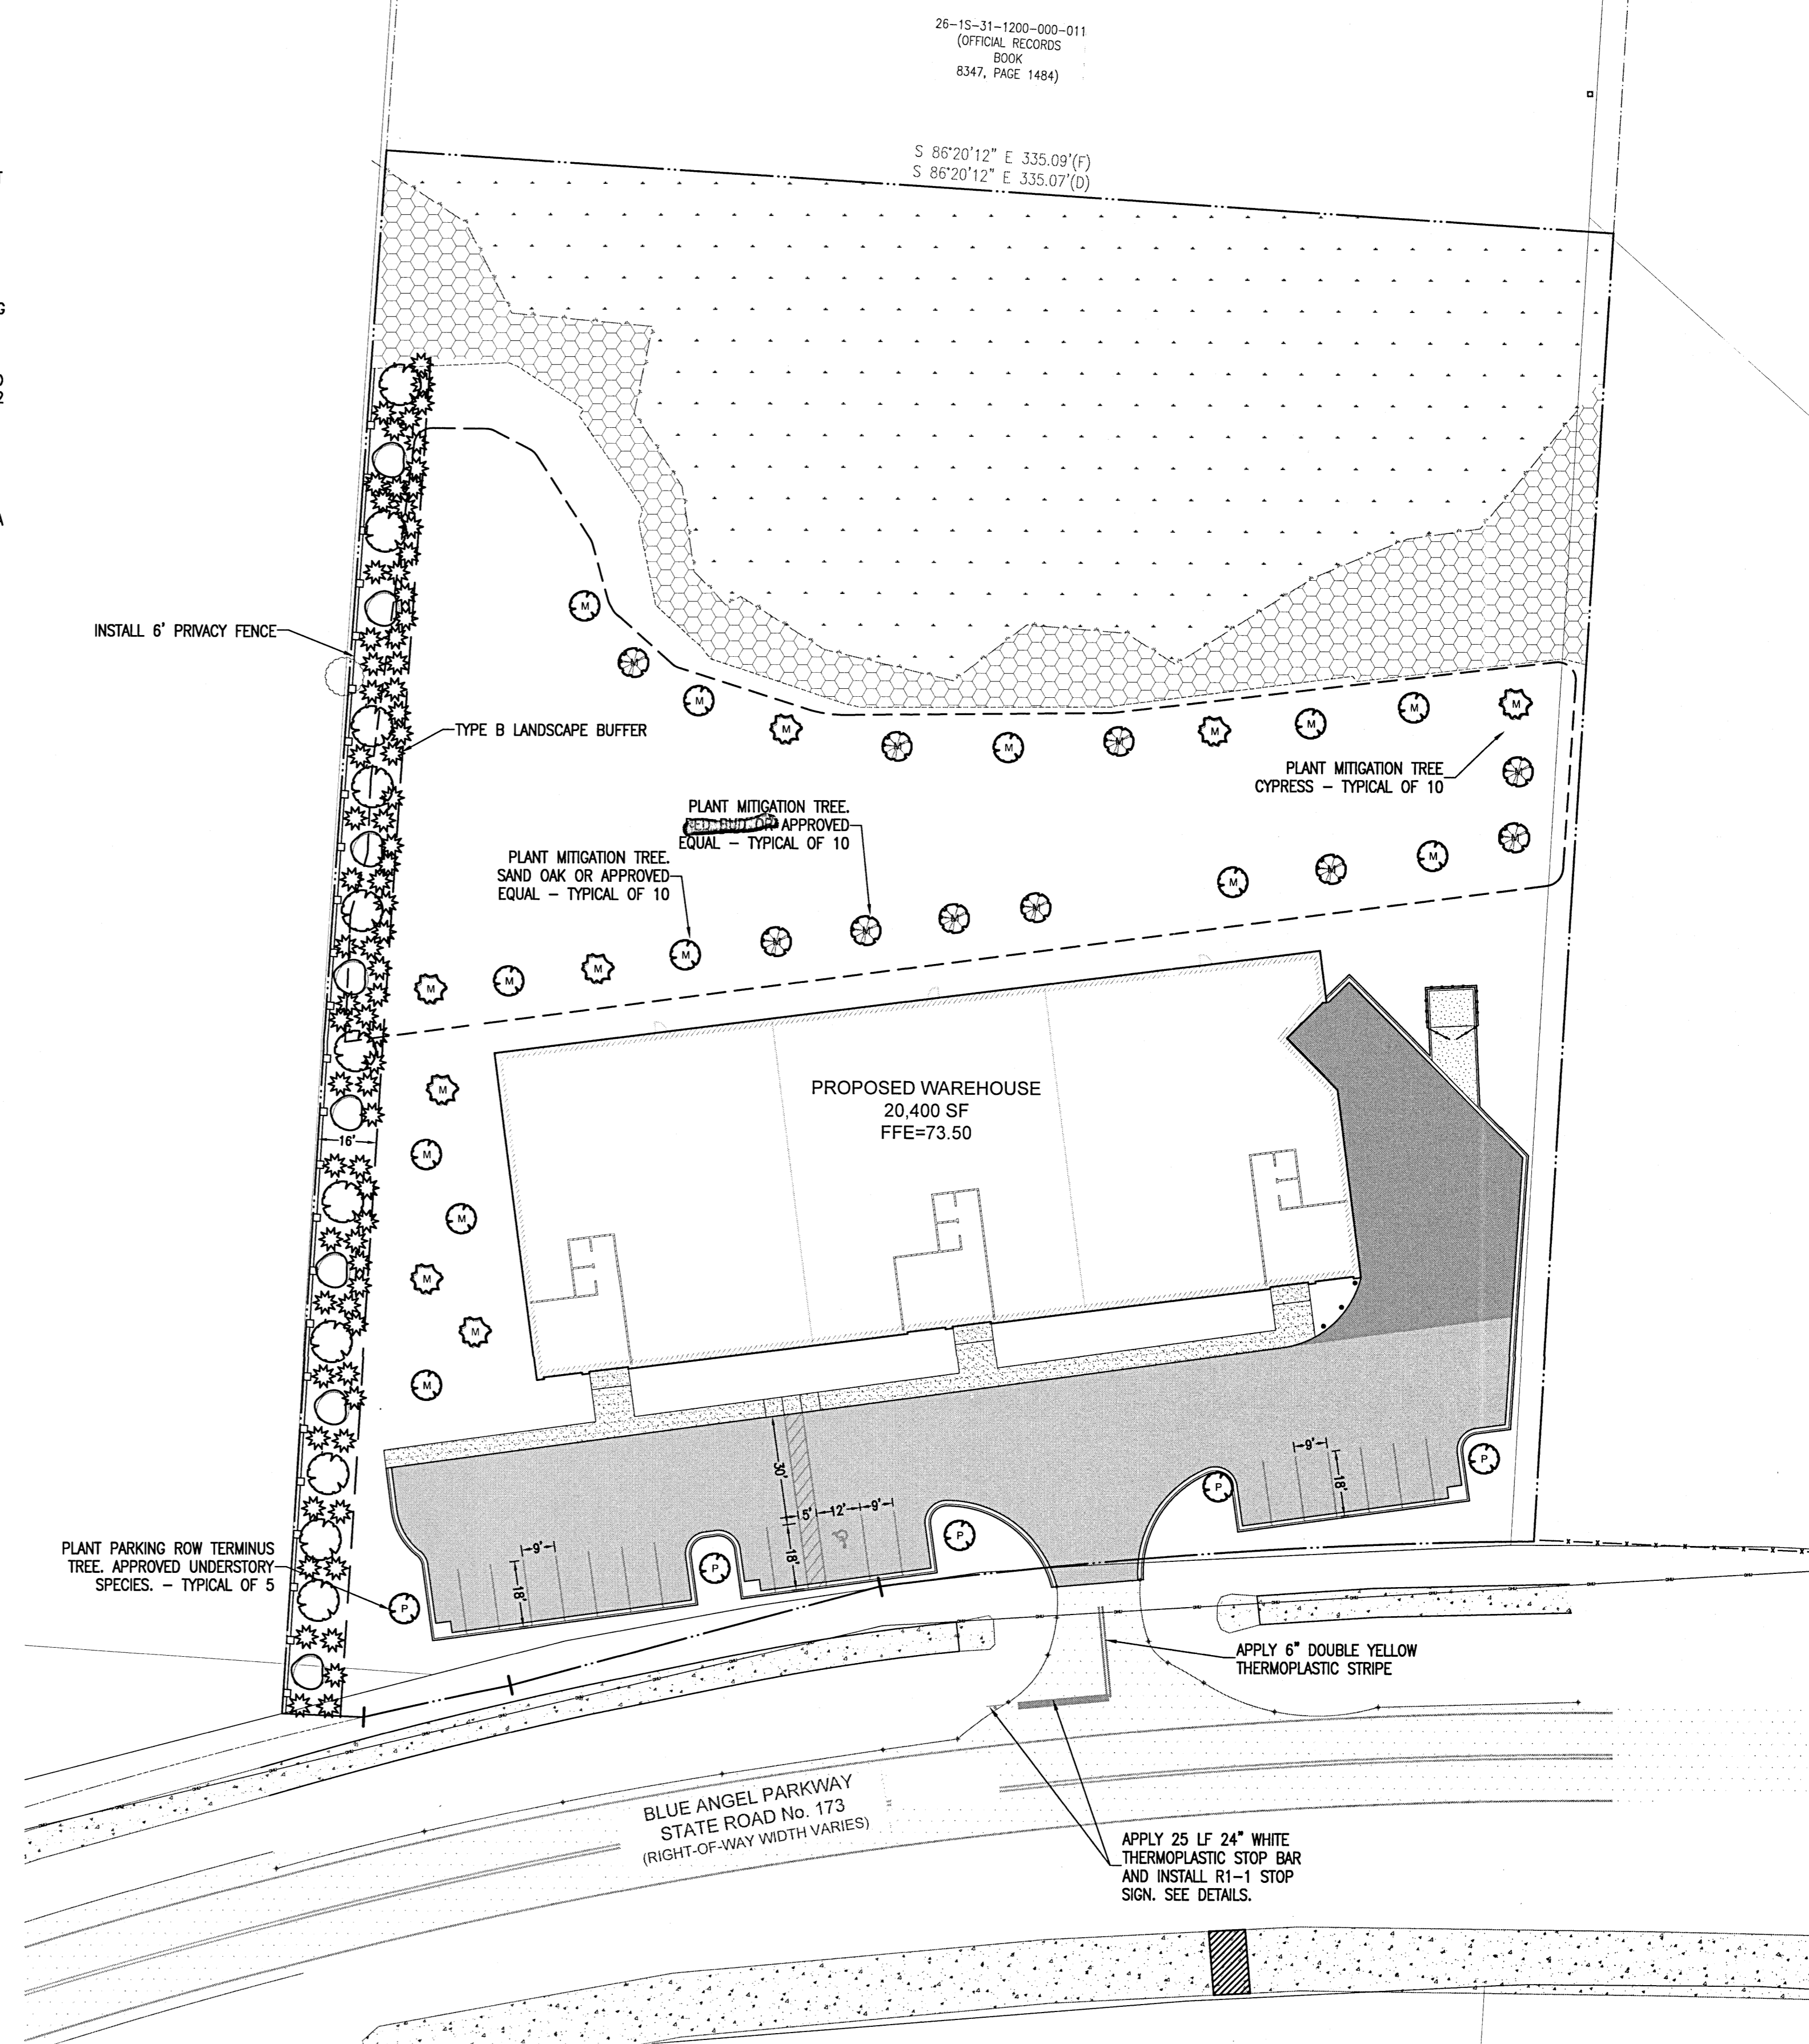 26-1S-31-1200-000-011
(OFFICIAL RECORDS
BOOK
8347, PAGE 1484)
S 86°20'12" E 335.09'(F)
S 86°20'12" E 335.07'(D)
INSTALL 6' PRIVACY FENCE
TYPE B LANDSCAPE BUFFER
M
M
M
M
M
M
M
M
M
M
M
M
M
PLANT MITIGATION TREE
CYPRESS – TYPICAL OF 10
PLANT MITIGATION TREE.
APPROVED
EQUAL – TYPICAL OF 10
PLANT MITIGATION TREE.
SAND OAK OR APPROVED
EQUAL – TYPICAL OF 10
M
M
M
M
M
M
M
M
M
M
M
PROPOSED WAREHOUSE
20,400 SF
FFE=73.50
16'
M
M
M
M
M
M
30'
5'
12'
9'
18'
9'
18'
9'
18'
P
P
P
P
P
PLANT PARKING ROW TERMINUS
TREE. APPROVED UNDERSTORY
SPECIES. – TYPICAL OF 5
APPLY 6" DOUBLE YELLOW
THERMOPLASTIC STRIPE
BLUE ANGEL PARKWAY
STATE ROAD No. 173
(RIGHT-OF-WAY WIDTH VARIES)
APPLY 25 LF 24" WHITE
THERMOPLASTIC STOP BAR
AND INSTALL R1-1 STOP
SIGN. SEE DETAILS.